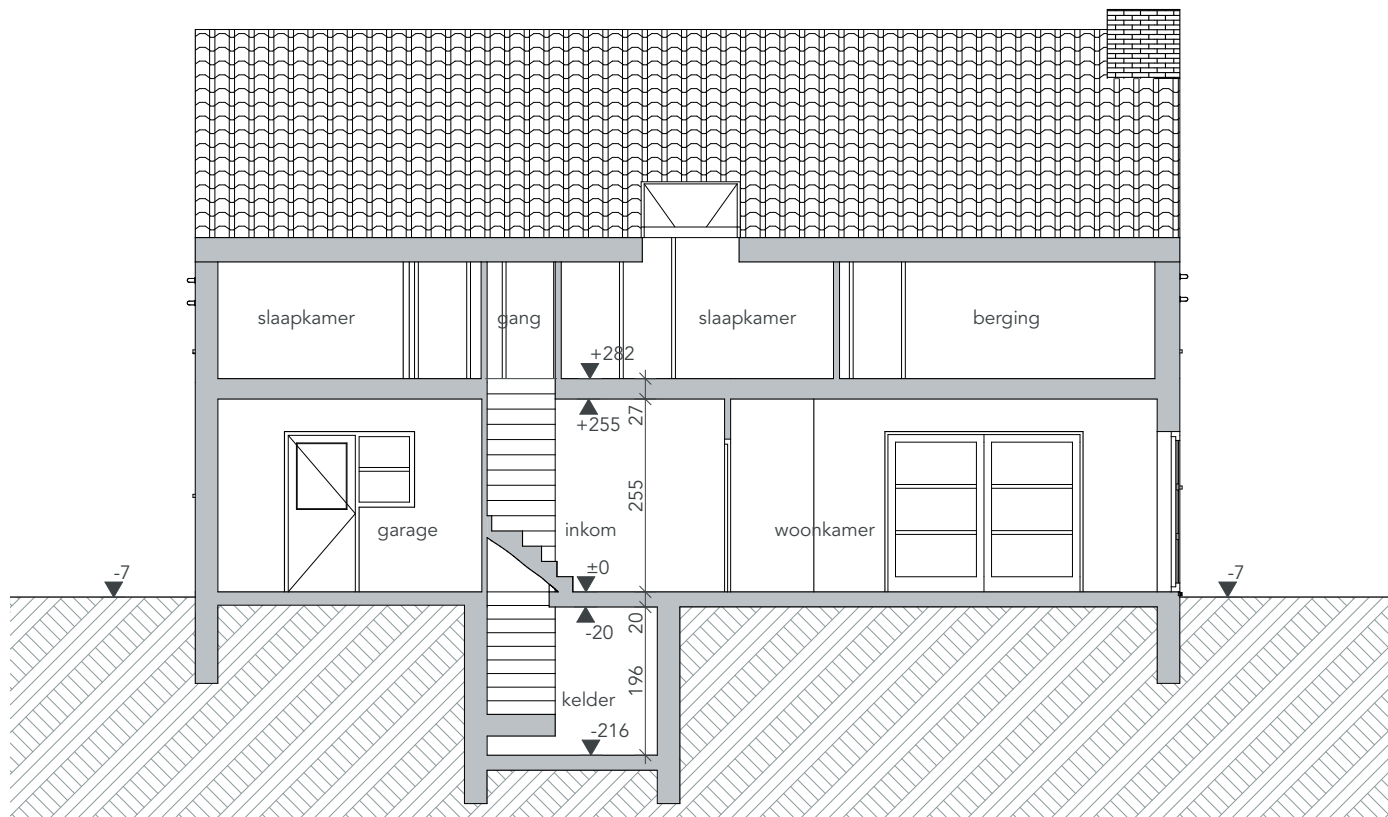 slaapkamer
gang
slaapkamer
berging
+282
27
+255
255
garage
inkom
woonkamer
-7
±0
-7
-20
20
196
kelder
-216